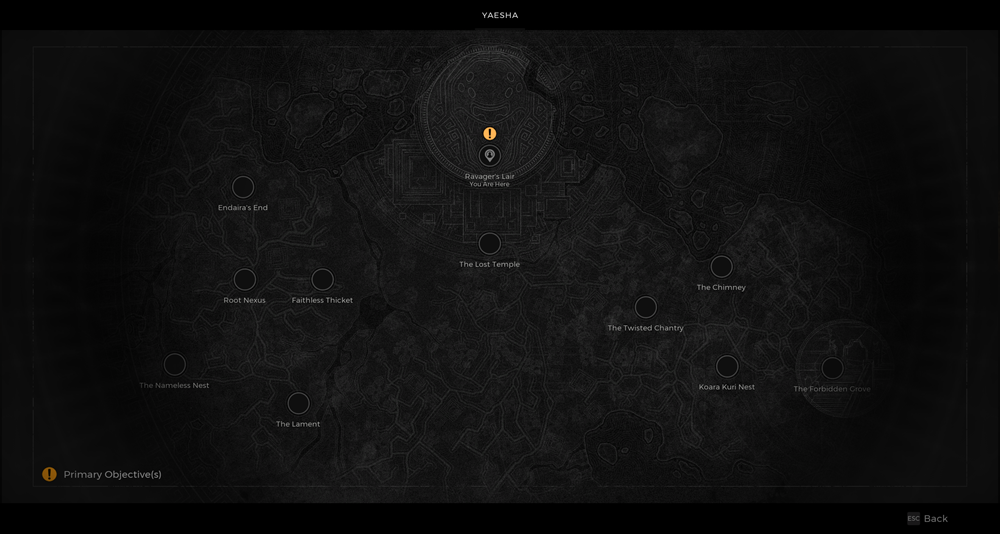 YAESHA
!
Ravager's Lair
You Are Here
Endaira's End
The Lost Temple
The Chimney
Root Nexus
Faithless Thicket
The Twisted Chantry
The Nameless Nest
Koara Kuri Nest
The Forbidden Grove
The Lament
! Primary Objective(s)
ESC Back